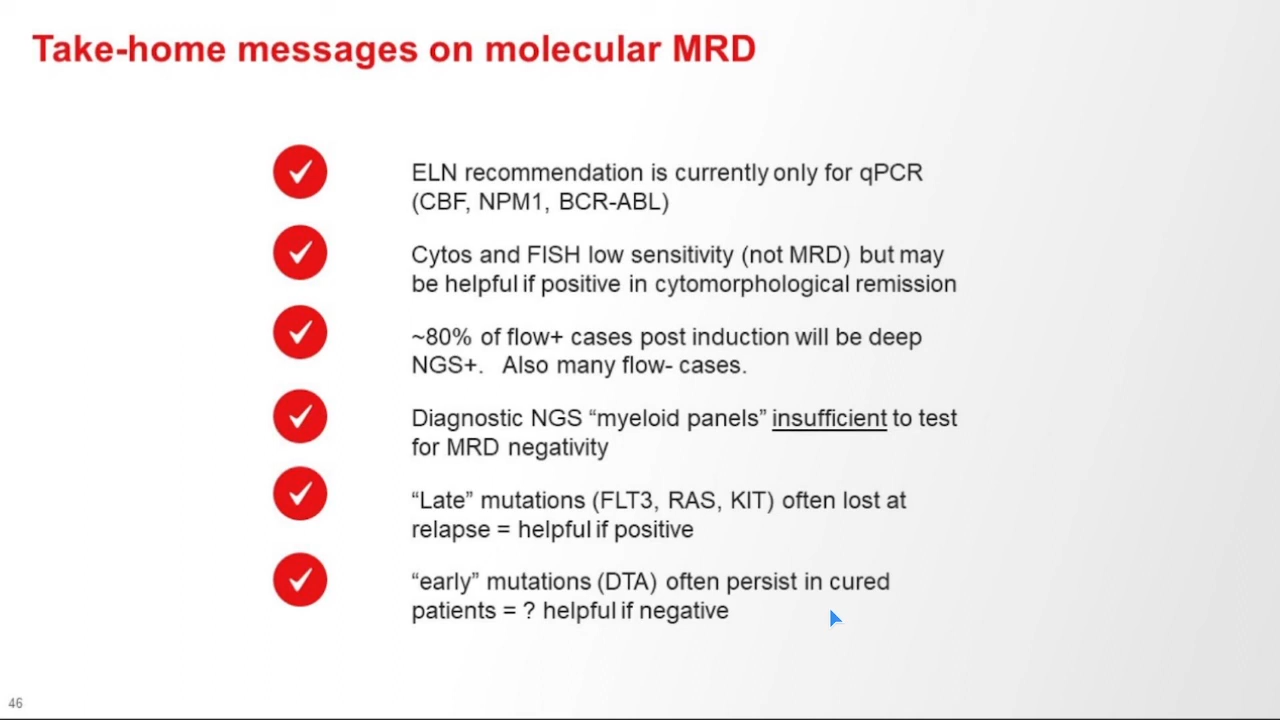 Take-home messages on molecular MRD
ELN recommendation is currently only for qPCR
(CBF, NPM1, BCR-ABL)
Cytos and FISH low sensitivity (not MRD) but may
be helpful if positive in cytomorphological remission
~80% of flow+ cases post induction will be deep
NGS+.   Also many flow- cases.
Diagnostic NGS “myeloid panels” insufficient to test
for MRD negativity
“Late” mutations (FLT3, RAS, KIT) often lost at
relapse = helpful if positive
“early” mutations (DTA) often persist in cured
patients = ? helpful if negative
46